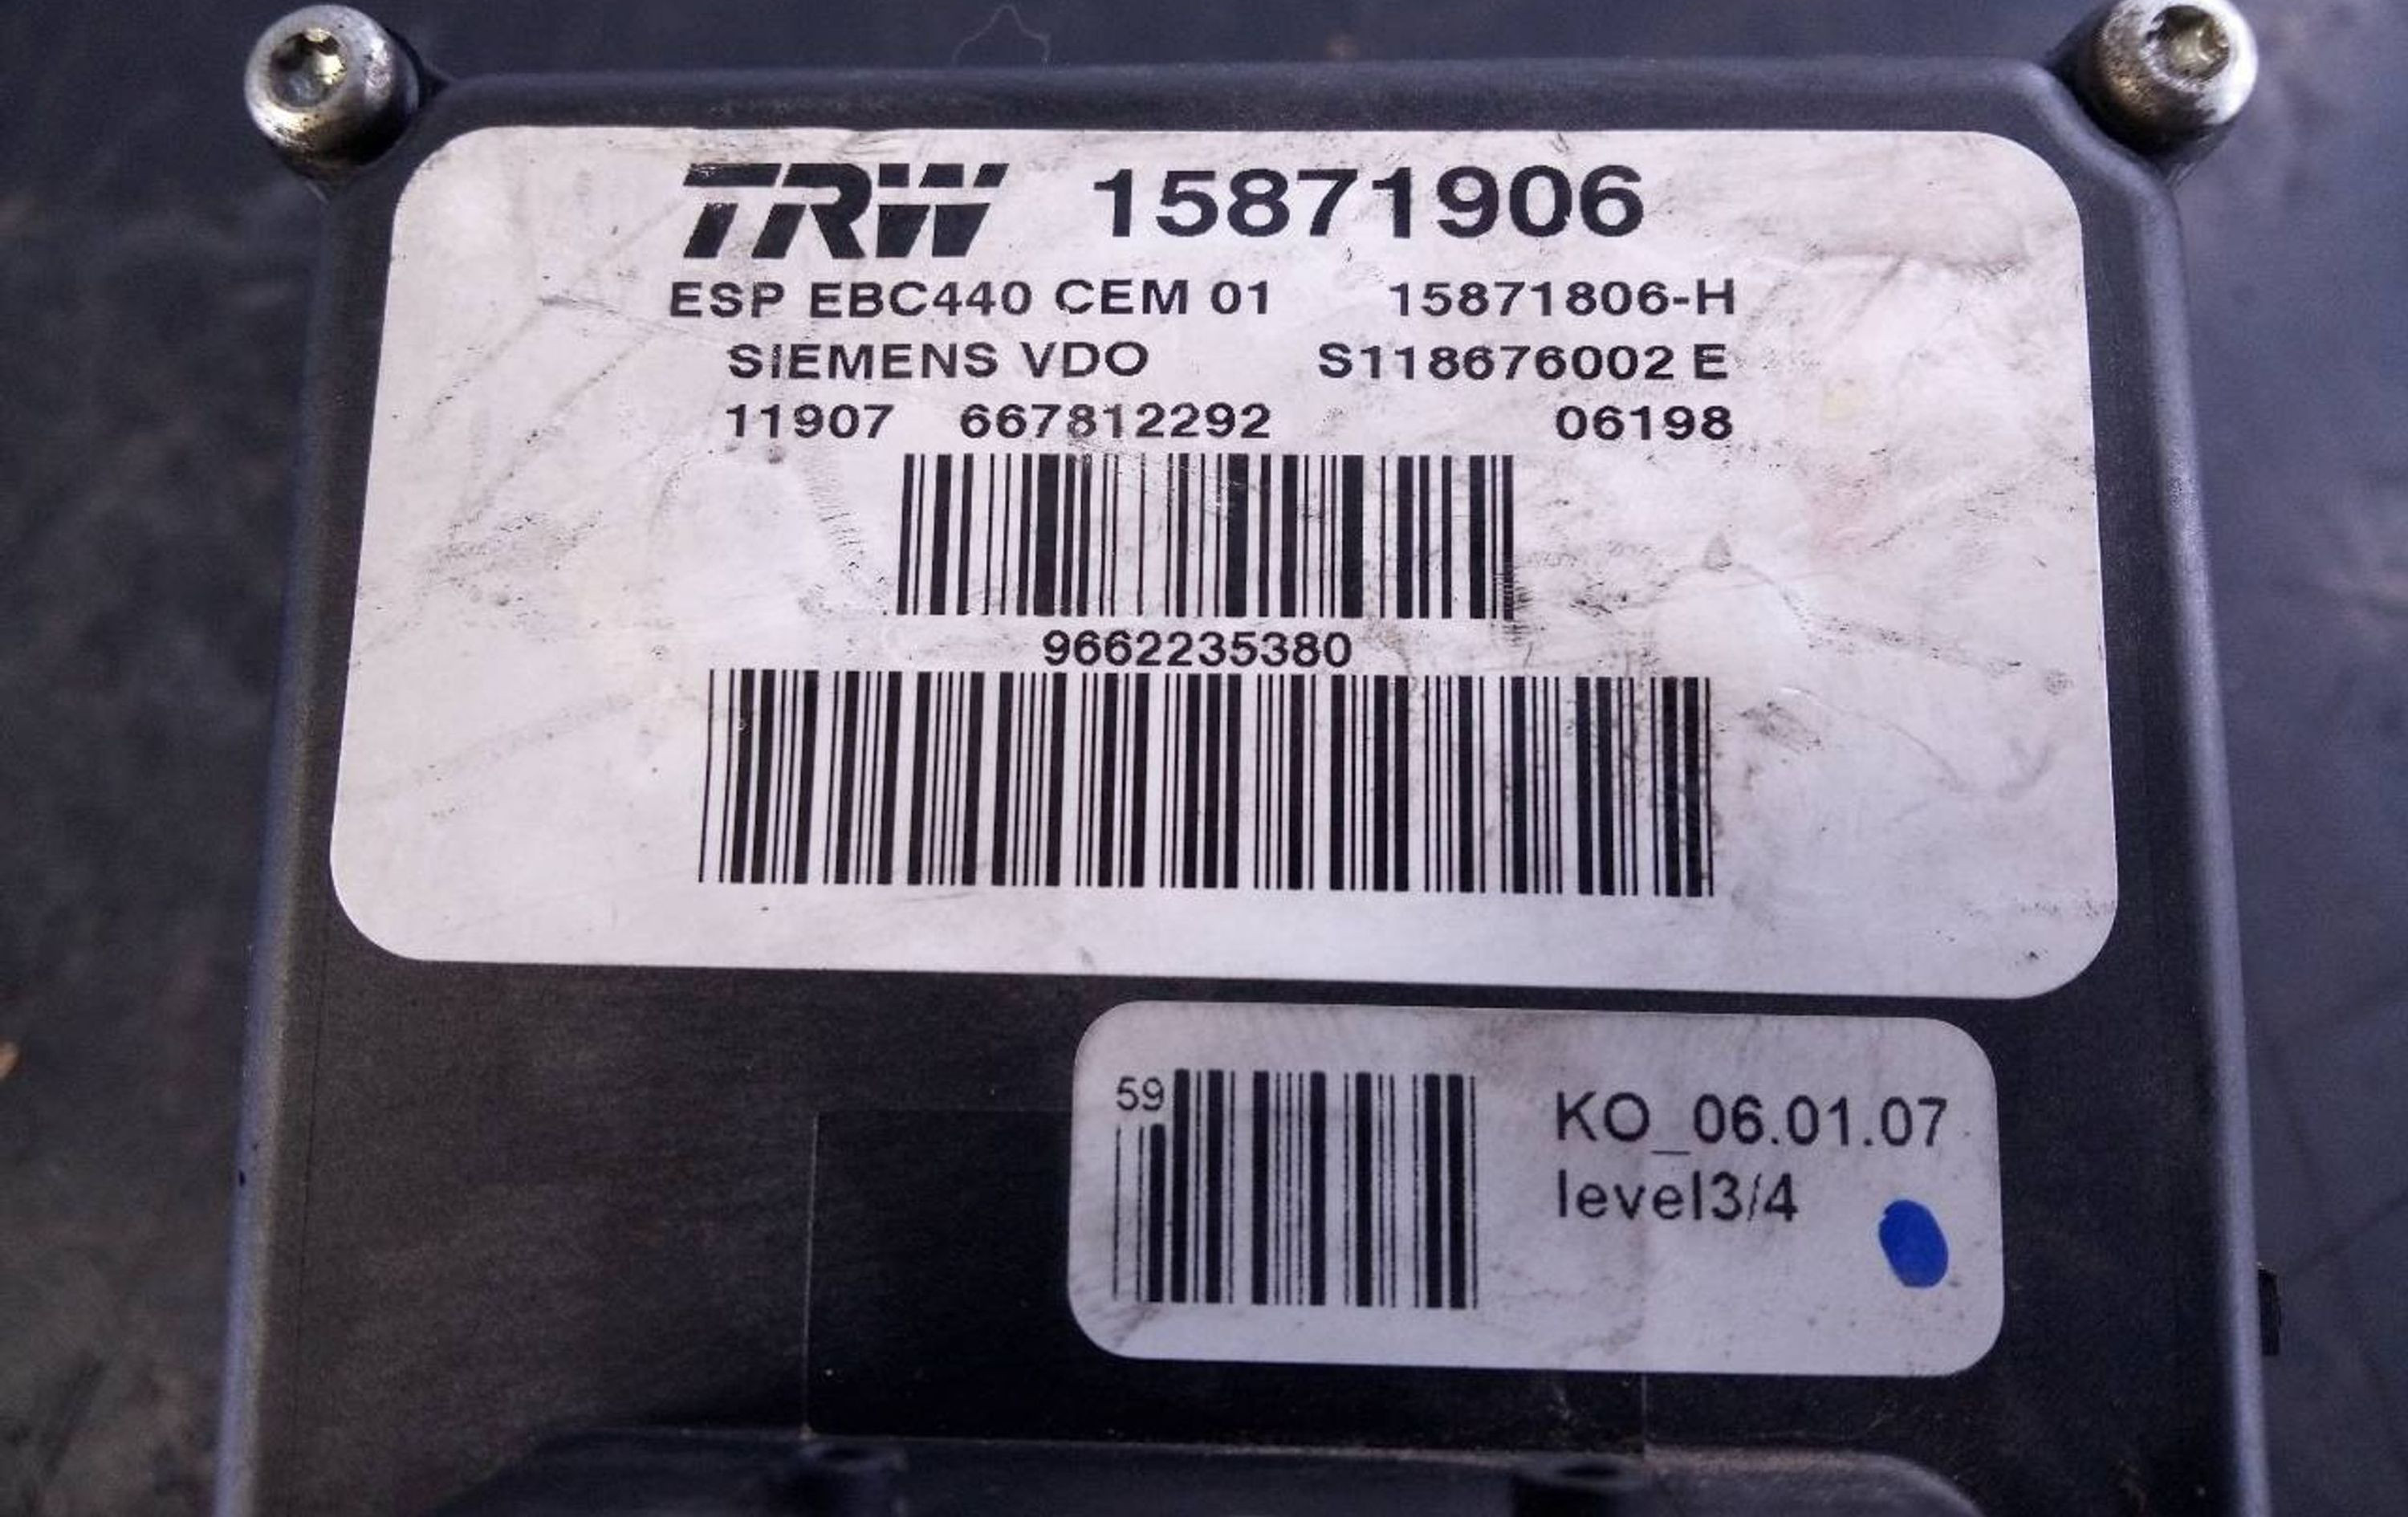 TRW 15871906
ESP EBC440 CEM 01 15871806-H
SIEMENS VDO S118676002 E
11907 667812292 06198
9662235380
59
KO_06.01.07
level3/4